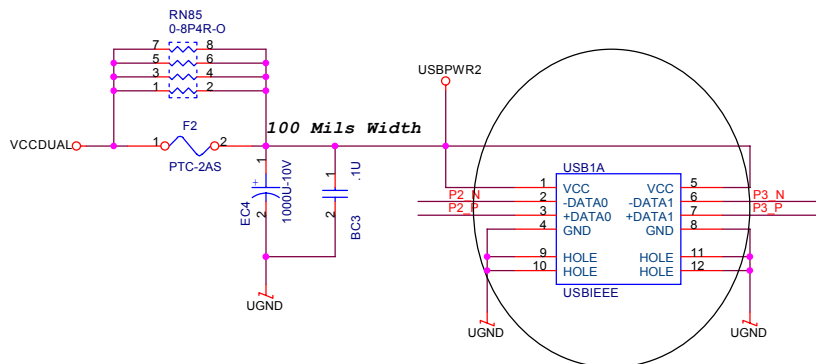 RN85
0-8P4R-O
7 8
5 6
3 4
1 2
USBPWR2
VCCDUAL
1 F2 2
PTC-2AS
100 Mils Width
1 + 2
EC4
1000U-10V
1 2
BC3
.1U
UGND
USB1A
1 VCC VCC 5
P2_N 2 -DATA0 -DATA1 6 P3_N
P2_P 3 +DATA0 +DATA1 7 P3_P
4 GND GND 8
9 HOLE HOLE 11
10 HOLE HOLE 12
USBIEEE
UGND
UGND